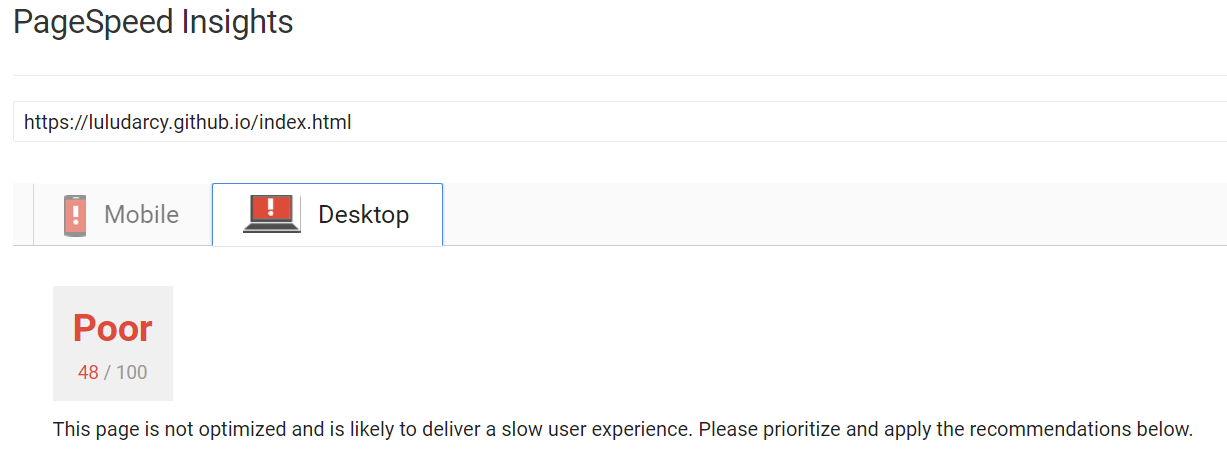 PageSpeed Insights
https://luludarcy.github.io/index.html
Mobile
Desktop
Poor
48 / 100
This page is not optimized and is likely to deliver a slow user experience. Please prioritize and apply the recommendations below.